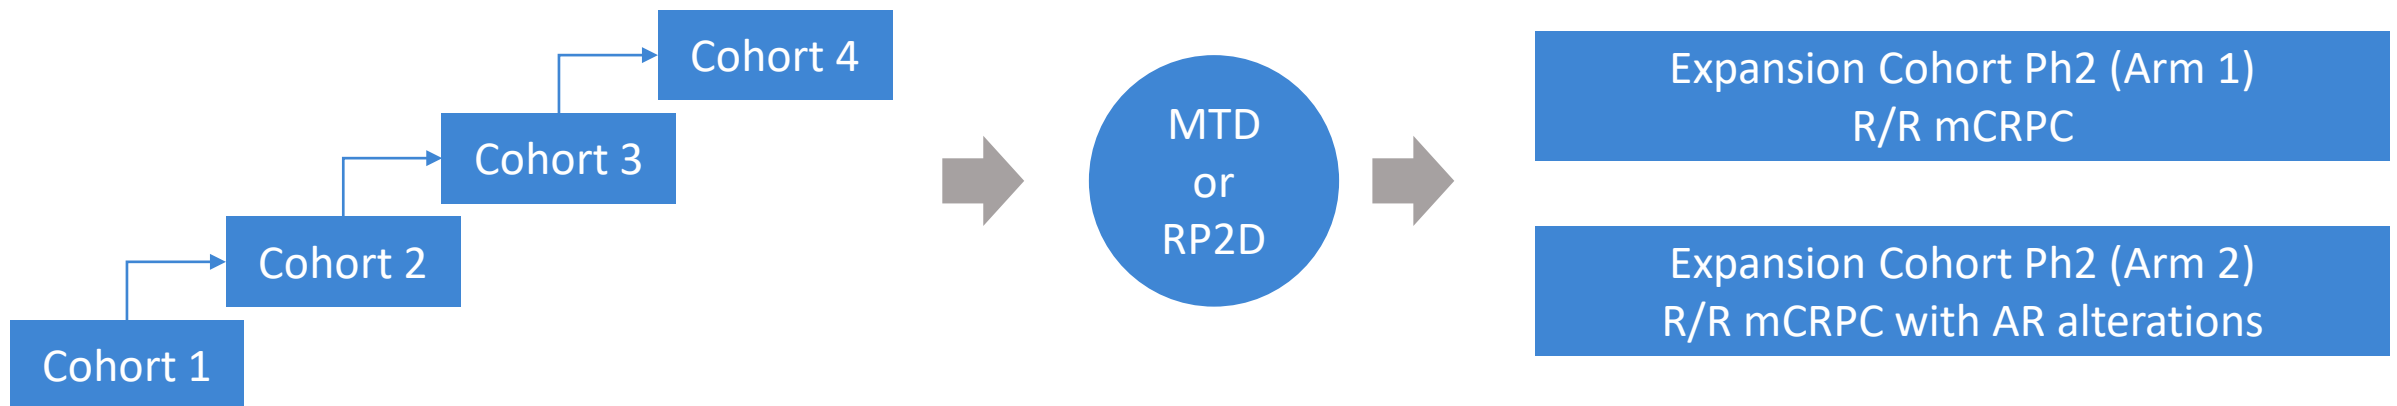 Cohort 1
Cohort 2
Cohort 3
Cohort 4
MTD
or
RP2D
Expansion Cohort Ph2 (Arm 1)
R/R mCRPC
Expansion Cohort Ph2 (Arm 2)
R/R mCRPC with AR alterations